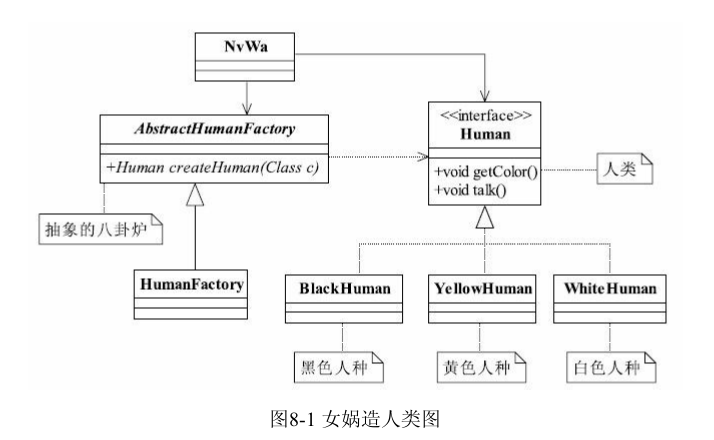 NvWa
AbstractHumanFactory
+Human createHuman(Class c)
<<interface>>
Human
+void getColor()
+void talk()
人类
抽象的八卦炉
HumanFactory
BlackHuman
YellowHuman
WhiteHuman
黑色人种
黄色人种
白色人种
图8-1 女娲造人类图